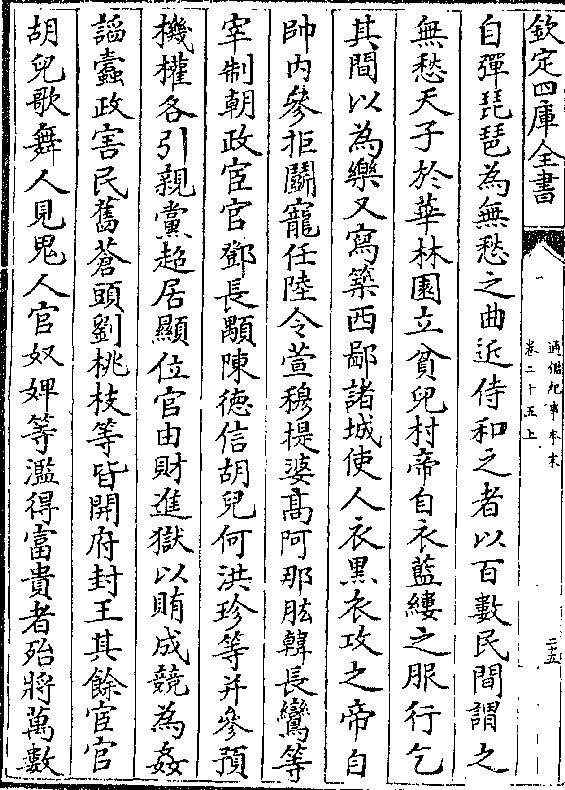 欽定四庫全書
通鑑紀事本末
卷二十五上
二五
自彈琵琶為無愁之曲近侍和之者以百數民間謂之
無愁天子於華林園立貧兒村帝自衣藍縷之服行乞
其間以為樂又寫築西鄙諸城使人衣黑衣攻之帝自
帥內參拒鬭寵任陸令萱穆提婆高阿那肱韓長鸞等
宰制朝政宦官鄧長顒陳德信胡兒何洪珍等并參預
機權各引親黨超居顯位官由財進獄以賄成競為姦
諂蠧政害民舊蒼頭劉桃枝等皆開府封王其餘宦官
胡兒歌舞人見鬼人官奴婢等濫得富貴者殆將萬數